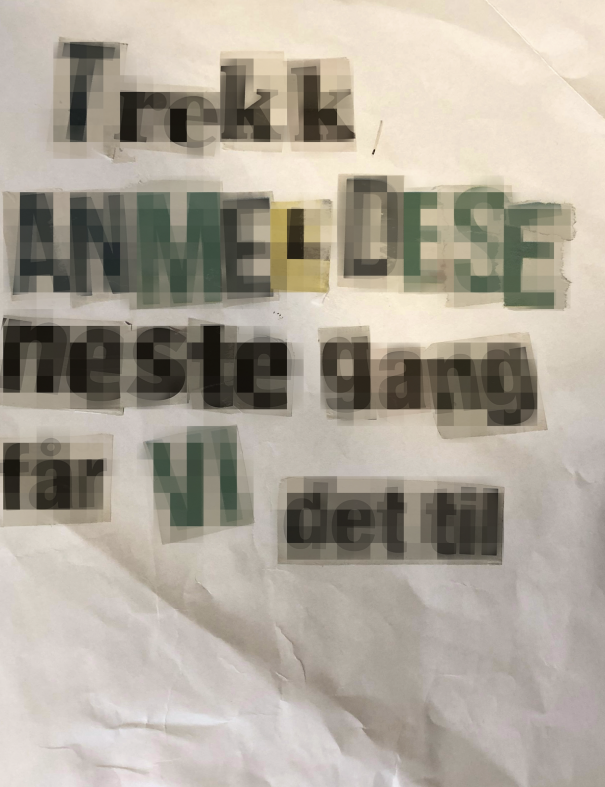 Trekk
ANMELDESE
neste gang
får VI det til